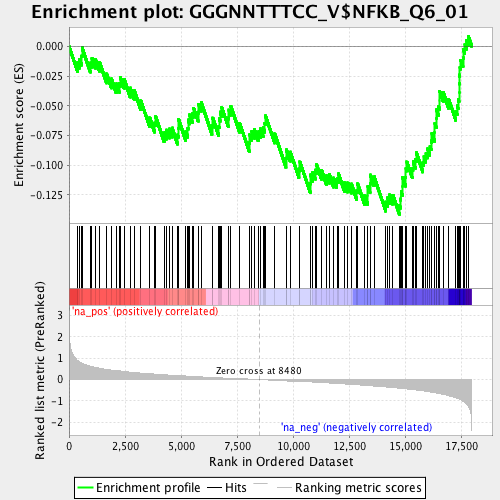 Enrichment plot: GGGNNTTTCC_V$NFKB_Q6_01
Enrichment score (ES)
0.000
-0.025
-0.050
-0.075
-0.100
-0.125
'na_pos' (positively correlated)
Ranked list metric (PreRanked)
3
2
1
0
-1
-2
Zero cross at 8480
'na_neg' (negatively correlated)
0
2,500
5,000
7,500
10,000
12,500
15,000
17,500
Rank in Ordered Dataset
Enrichment profile
Hits
Ranking metric scores